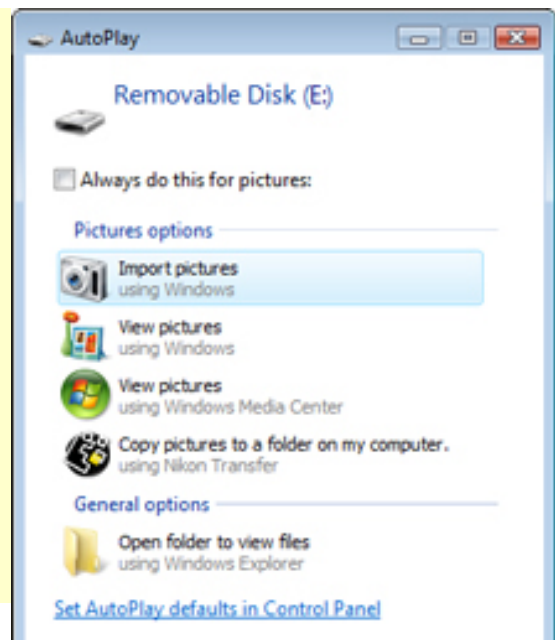 AutoPlay
Removable Disk (E:)
Always do this for pictures:
Pictures options
Import pictures
using Windows
View pictures
using Windows
View pictures
using Windows Media Center
Copy pictures to a folder on my computer.
using Nikon Transfer
General options
Open folder to view files
using Windows Explorer
Set AutoPlay defaults in Control Panel